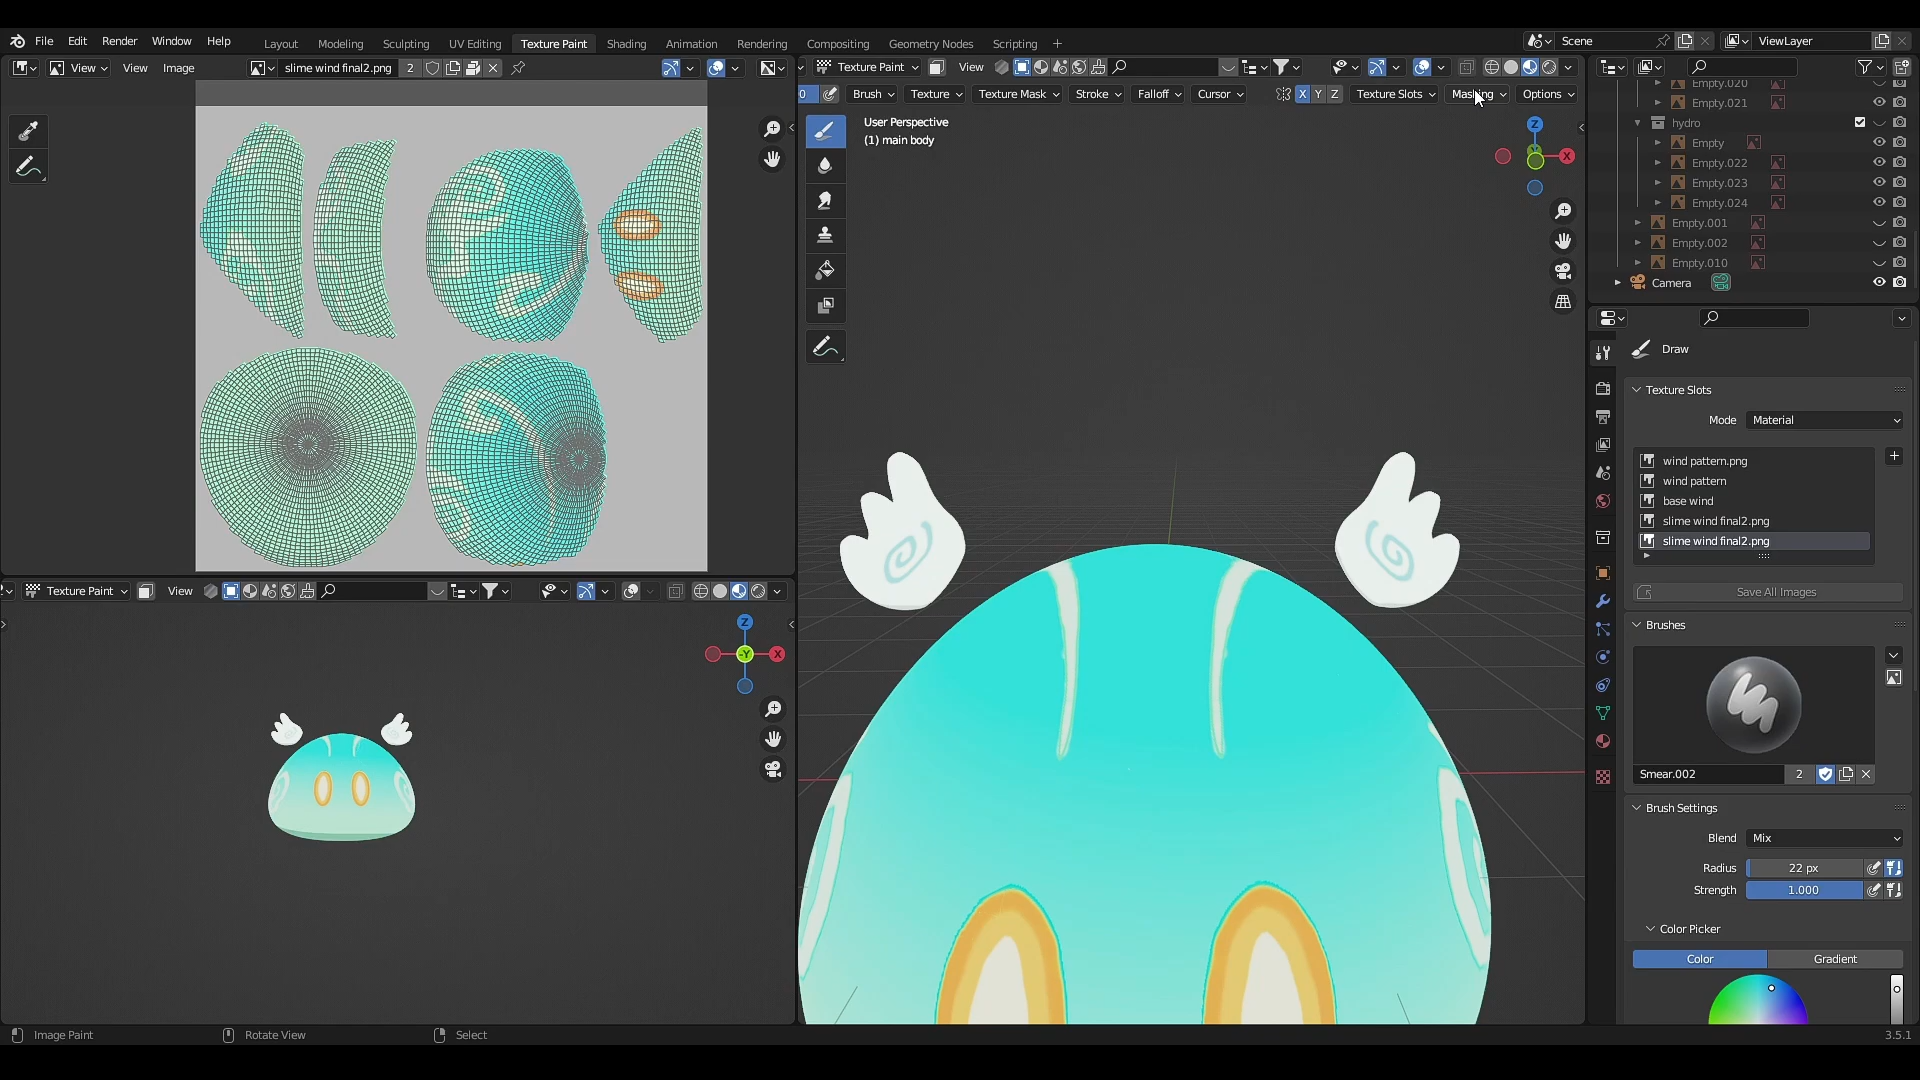 File Edit Render Window Help
Layout Modeling Sculpting UV Editing Texture Paint Shading Animation Rendering Compositing Geometry Nodes Scripting +
Scene
ViewLayer
View View Image
slime wind final2.png 2
Texture Paint View
0 Brush Texture Texture Mask Stroke Falloff Cursor
X Y Z
Texture Slots Masking Options
User Perspective
(1) main body
Z
X
Texture Paint View
Z
-Y X
Empty.020
Empty.021
hydro
Empty
Empty.022
Empty.023
Empty.024
Empty.001
Empty.002
Empty.010
Camera
Draw
Texture Slots
Mode Material
wind pattern.png
wind pattern
base wind
slime wind final2.png
slime wind final2.png
Save All Images
Brushes
Smear.002 2
Brush Settings
Blend Mix
Radius 22 px
Strength 1.000
Color Picker
Color Gradient
Image Paint Rotate View Select
3.5.1